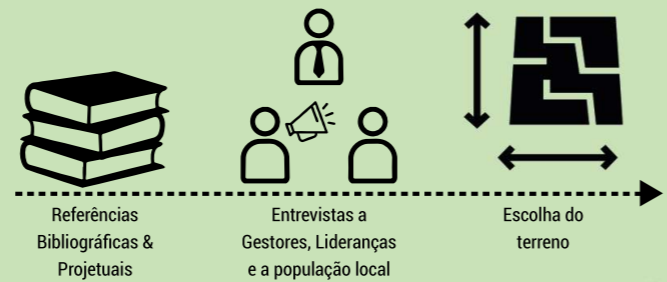 Referências
Bibliográficas &
Projetuais
Entrevistas a
Gestores, Lideranças
e a população local
Escolha do
terreno